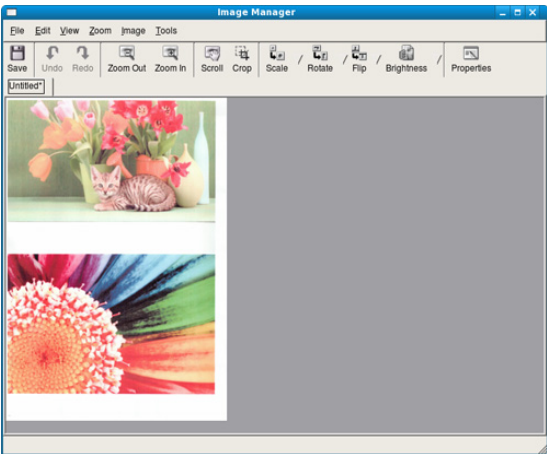 Image Manager
File Edit View Zoom Image Tools
Save Undo Redo Zoom Out Zoom In Scroll Crop Scale / Rotate / Flip / Brightness / Properties
Untitled*